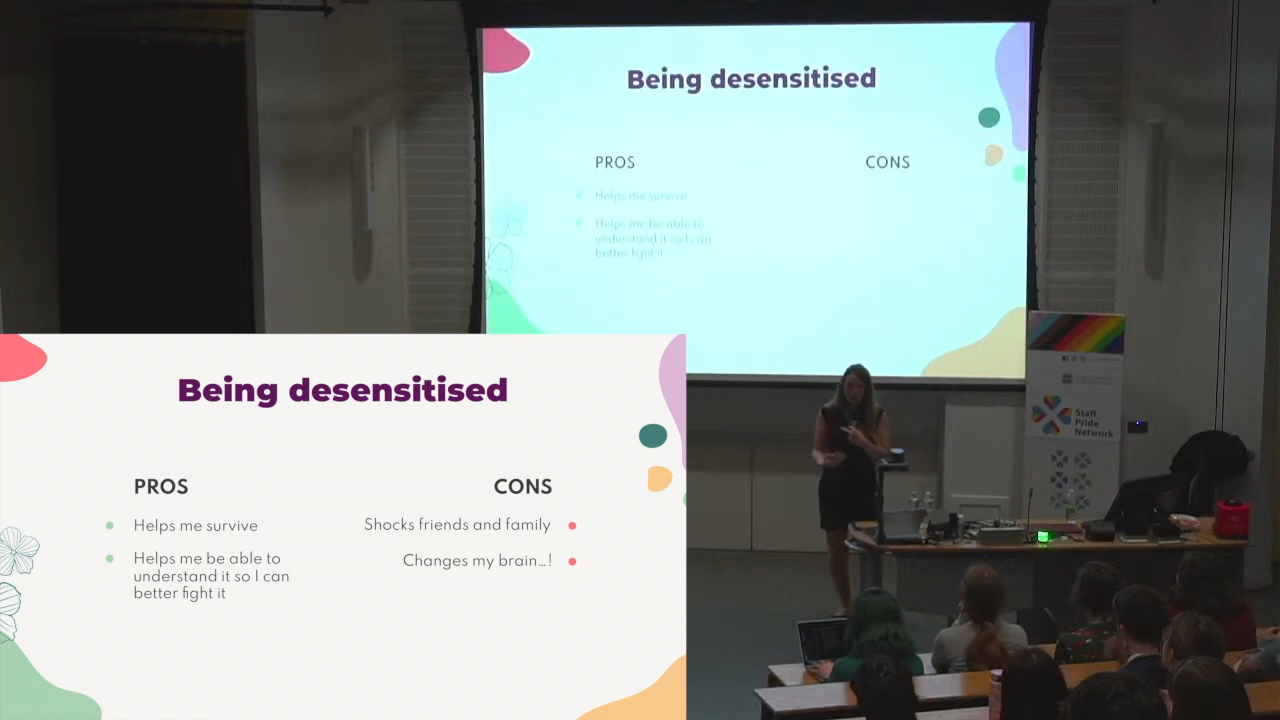 Being desensitised
PROS
CONS
Helps me survive
Helps me be able to
understand it so I can
better fight it
Staff
Pride
Network
Being desensitised
PROS
CONS
Helps me survive
Shocks friends and family
Helps me be able to
Changes my brain...!
understand it so I can
better fight it